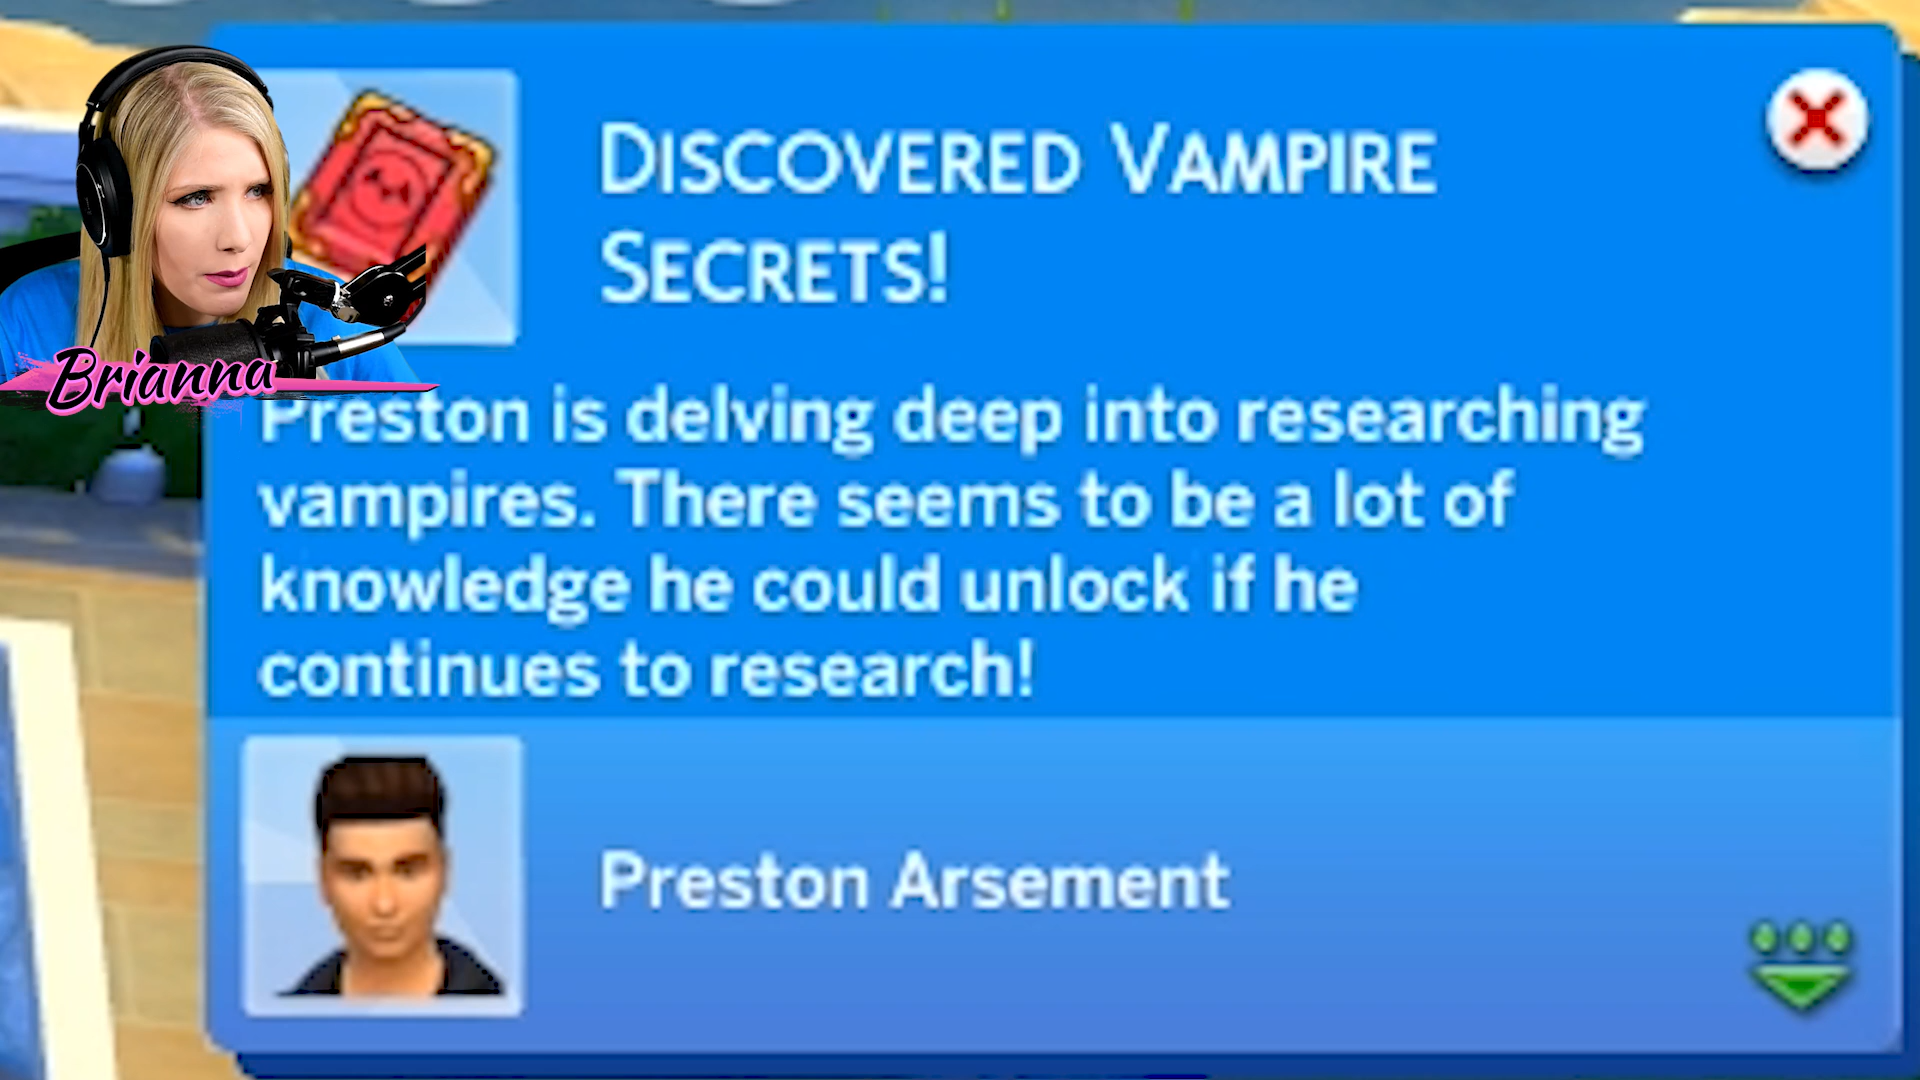 DISCOVERED VAMPIRE
SECRETS!
Brianna
Preston is delving deep into researching
vampires. There seems to be a lot of
knowledge he could unlock if he
continues to research!
Preston Arsement